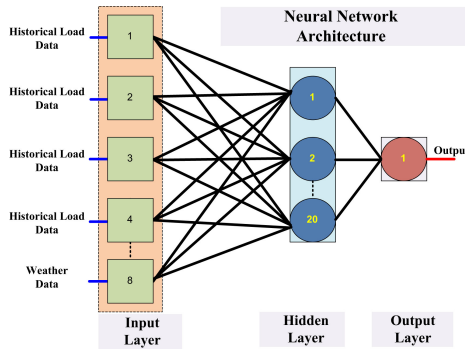 Neural Network
Architecture
Historical Load
Data
1
Historical Load
Data
2
Historical Load
Data
3
Historical Load
Data
4
Weather
Data
8
1
2
20
1
Outpu
Input
Layer
Hidden
Layer
Output
Layer